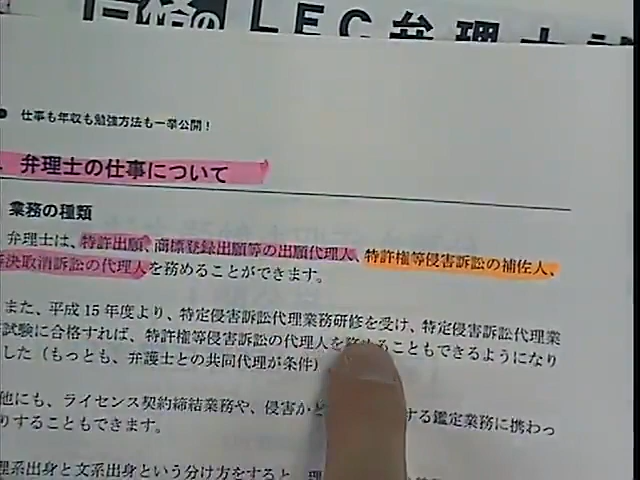 LEC弁理士
仕事も年収も勉強方法も一挙公開！
弁理士の仕事について
業務の種類
弁理士は、特許出願、商標登録出願等の出願代理人、特許権等侵害訴訟の補佐人、
決取消訴訟の代理人を務めることができます。
また、平成15年度より、特定侵害訴訟代理業務研修を受け、特定侵害訴訟代理業
試験に合格すれば、特許権等侵害訴訟の代理人を務めることもできるようになり
した（もっとも、弁護士との共同代理が条件）
他にも、ライセンス契約締結業務や、侵害か する鑑定業務に携わっ
りすることもできます。
理系出身と文系出身という分け方をすると、理